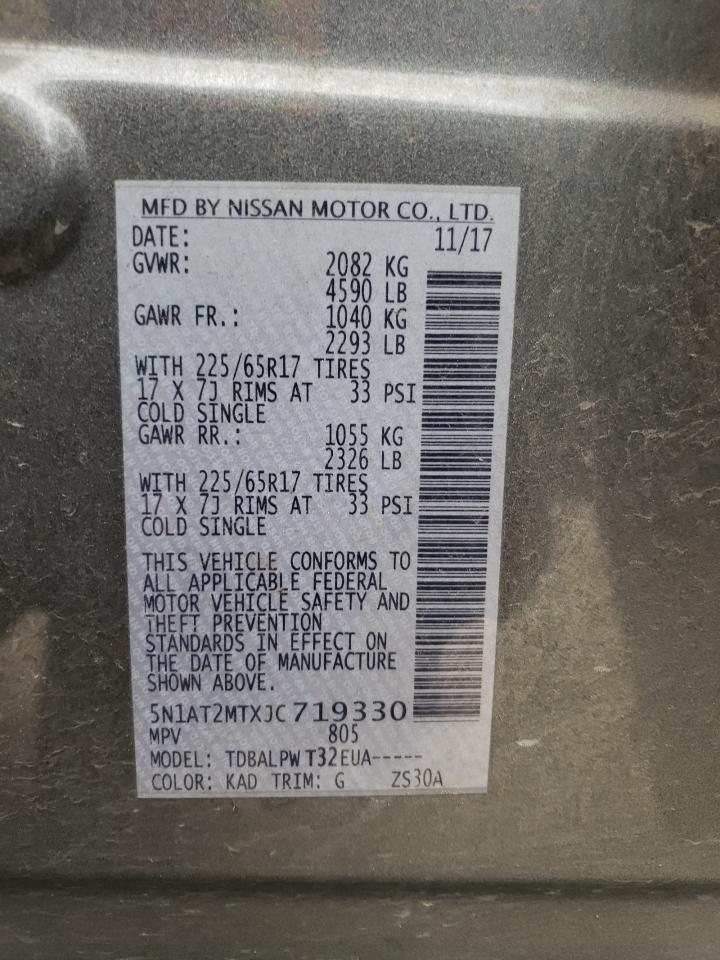 MFD BY NISSAN MOTOR CO., LTD.
DATE: 11/17
GVWR: 2082 KG
4590 LB
GAWR FR.: 1040 KG
2293 LB
WITH 225/65R17 TIRES
17 X 7J RIMS AT 33 PSI
COLD SINGLE
GAWR RR.: 1055 KG
2326 LB
WITH 225/65R17 TIRES
17 X 7J RIMS AT 33 PSI
COLD SINGLE
THIS VEHICLE CONFORMS TO
ALL APPLICABLE FEDERAL
MOTOR VEHICLE SAFETY AND
THEFT PREVENTION
STANDARDS IN EFFECT ON
THE DATE OF MANUFACTURE
SHOWN ABOVE.
5N1AT2MTXJC719330
MPV 805
MODEL: TDBALPWT32EUA-----
COLOR: KAD TRIM: G ZS30A